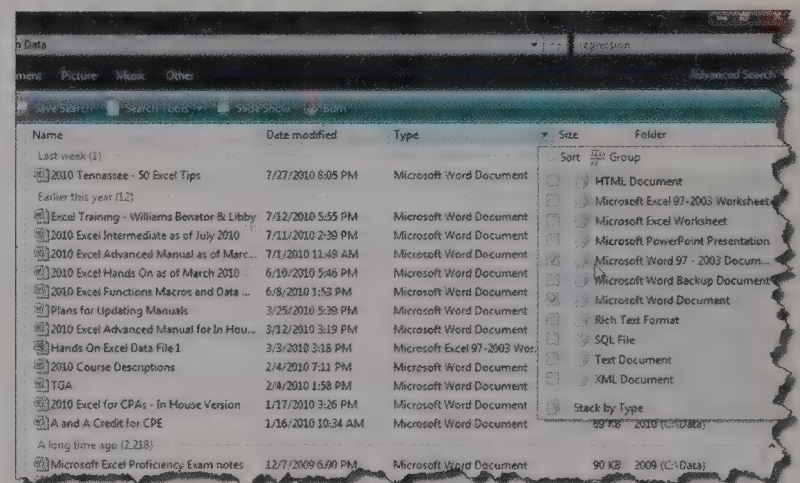 n Data
ment Picture Music Other Advanced Search
Save Search Search Tools Slide Show Burn
Name Date modified Type Size Folder
Last week (1)
2010 Tennessee - 50 Excel Tips 7/27/2010 8:05 PM Microsoft Word Document
Earlier this year (12)
Excel Training - Williams Benator & Libby 7/12/2010 5:55 PM Microsoft Word Document
2010 Excel Intermediate as of July 2010 7/11/2010 2:39 PM Microsoft Word Document
2010 Excel Advanced Manual as of Marc... 7/1/2010 11:49 AM Microsoft Word Document
2010 Excel Hands On as of March 2010 6/10/2010 5:46 PM Microsoft Word Document
2010 Excel Functions Macros and Data ... 6/8/2010 1:53 PM Microsoft Word Document
Plans for Updating Manuals 3/25/2010 5:39 PM Microsoft Word Document
2010 Excel Advanced Manual for In Hou... 3/12/2010 3:19 PM Microsoft Word Document
Hands On Excel Data File1 3/3/2010 3:18 PM Microsoft Excel 97-2003 Wor...
2010 Course Descriptions 2/4/2010 7:11 PM Microsoft Word Document
TGA 2/4/2010 1:58 PM Microsoft Word Document
2010 Excel for CPAs - In House Version 1/17/2010 3:26 PM Microsoft Word Document
A and A Credit for CPE 1/16/2010 10:34 AM Microsoft Word Document 89 KB 2010 (C:\Data)
A long time ago (2,218)
Microsoft Excel Proficiency Exam notes 12/7/2009 6:00 PM Microsoft Word Document 90 KB 2009 (C:\Data)
Sort Group
HTML Document
Microsoft Excel 97-2003 Worksheet
Microsoft Excel Worksheet
Microsoft PowerPoint Presentation
Microsoft Word 97 - 2003 Docum...
Microsoft Word Backup Document
Microsoft Word Document
Rich Text Format
SQL File
Text Document
XML Document
Stack by Type